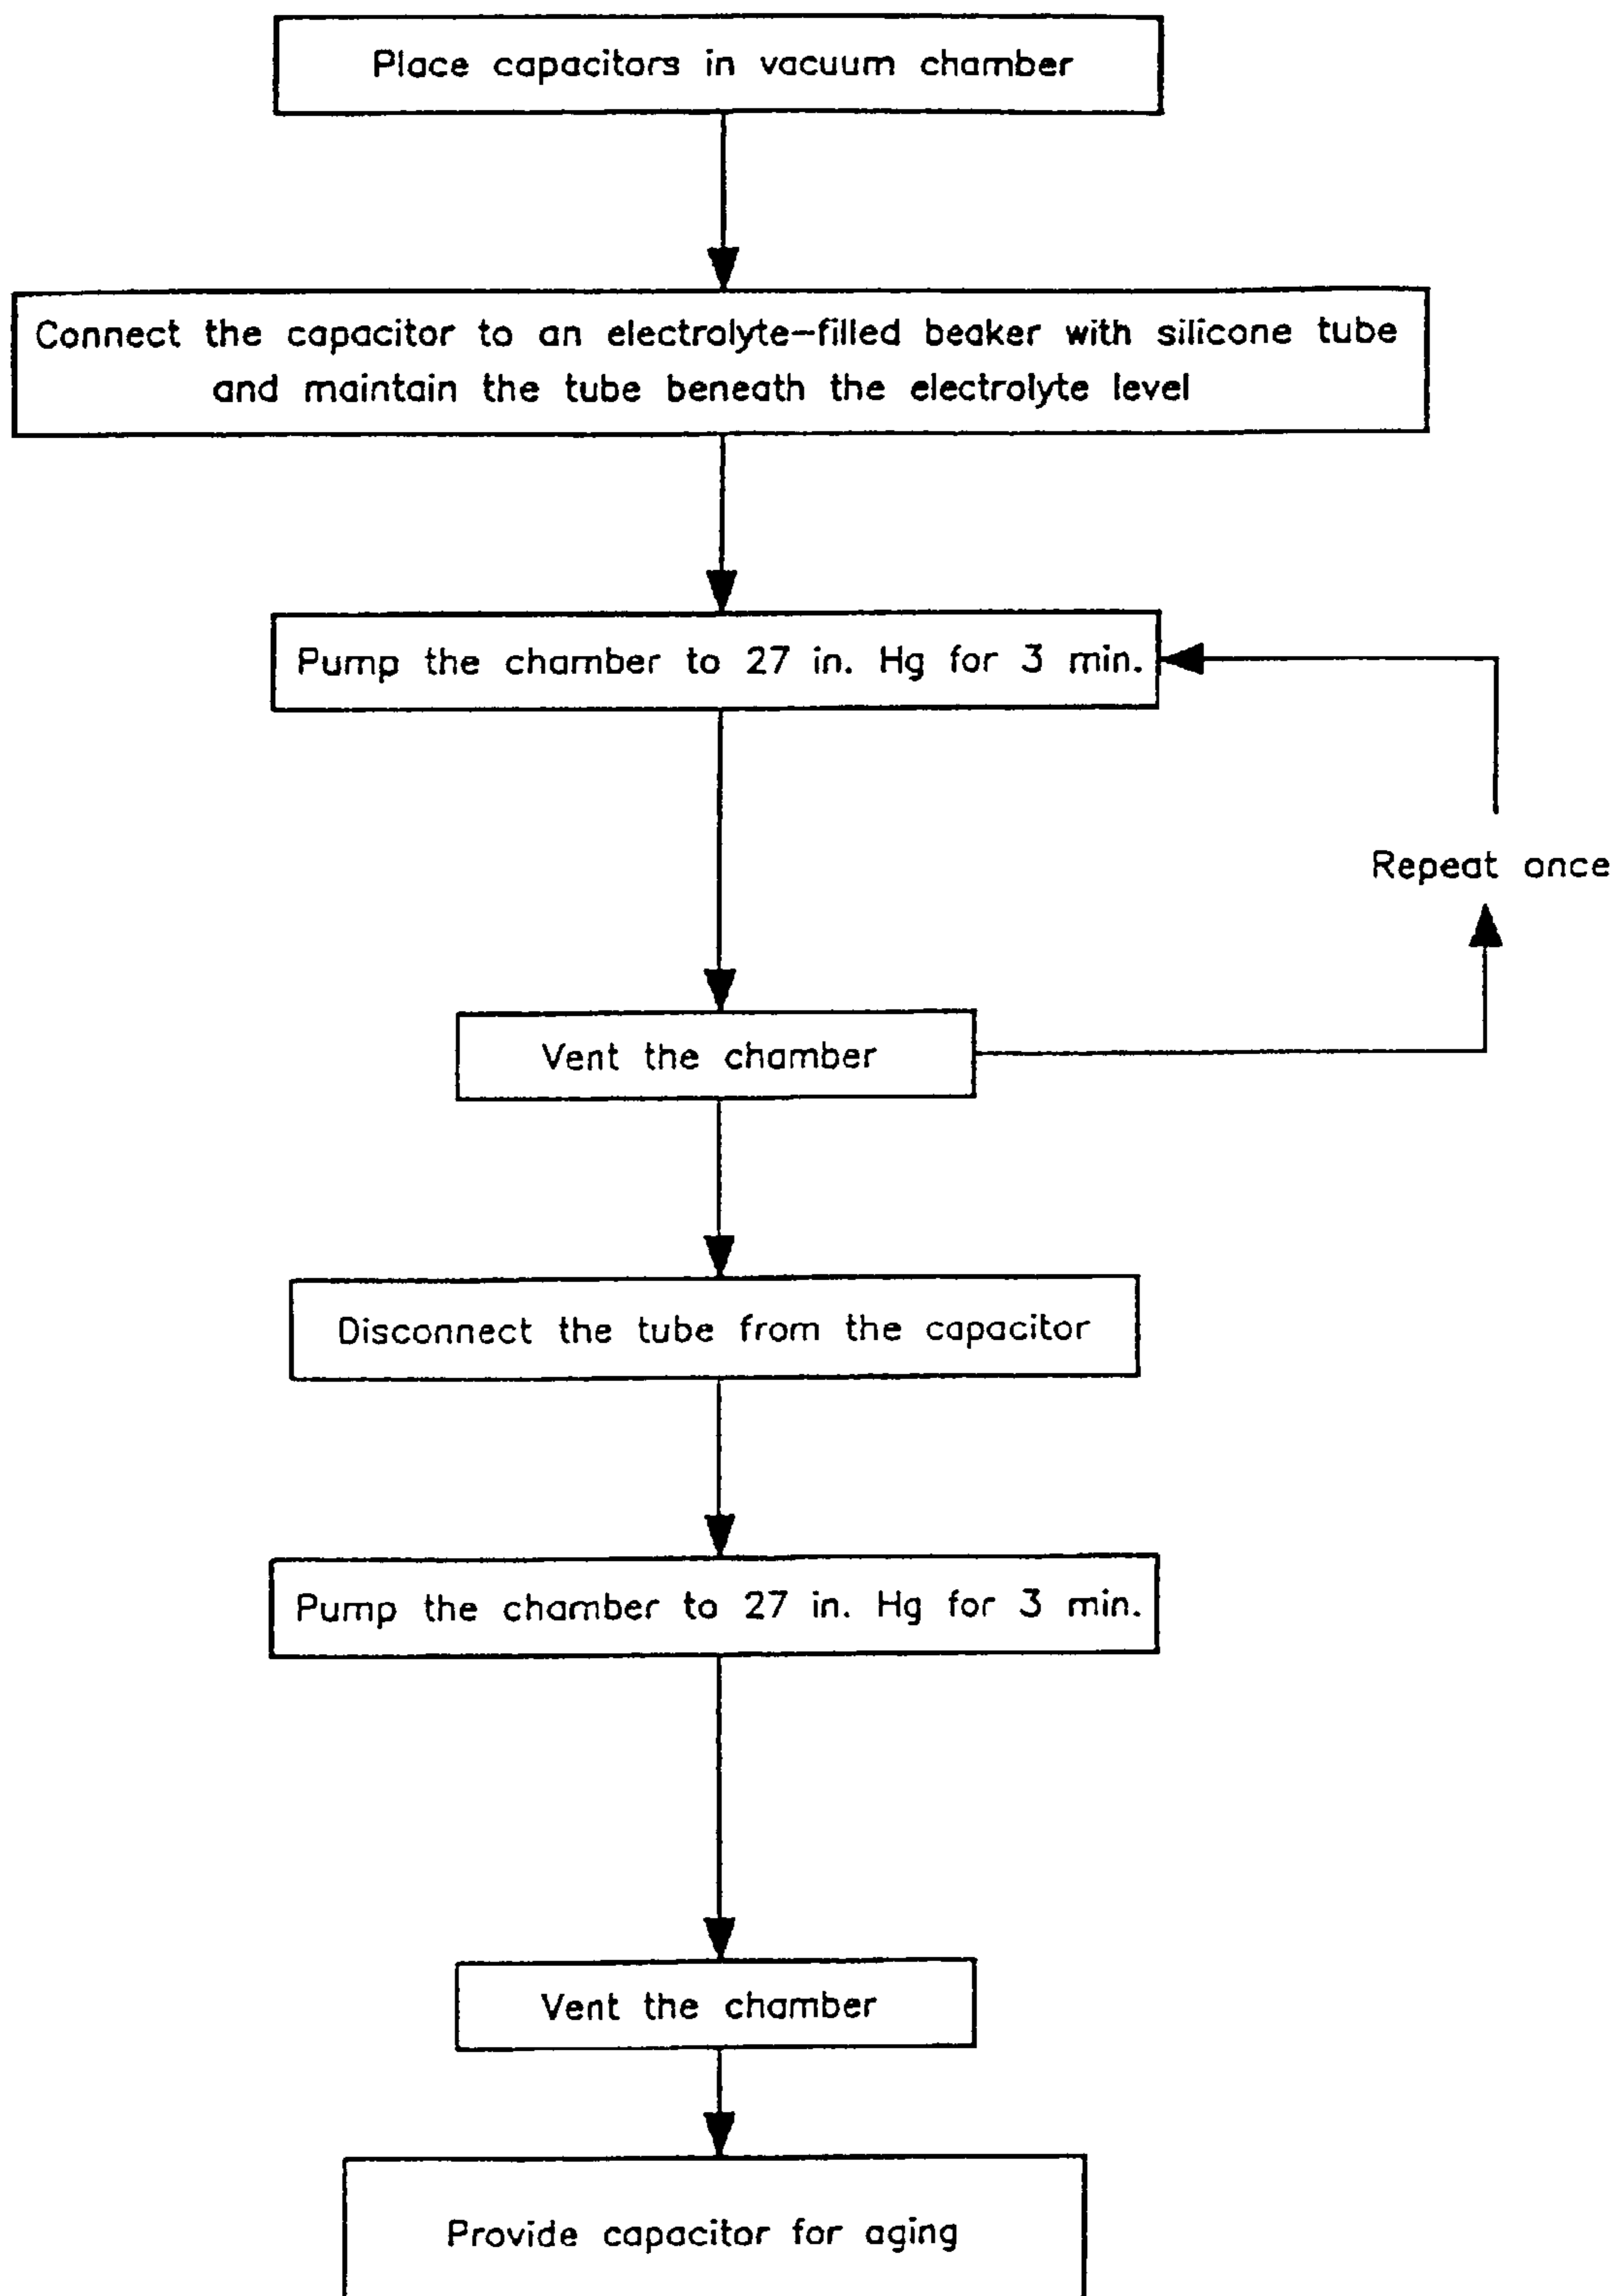 Place capacitors in vacuum chamber
Connect the capacitor to an electrolyte-filled beaker with silicone tube
and maintain the tube beneath the electrolyte level
Pump the chamber to 27 in. Hg for 3 min.
Repeat once
Vent the chamber
Disconnect the tube from the capacitor
Pump the chamber to 27 in. Hg for 3 min.
Vent the chamber
Provide capacitor for aging